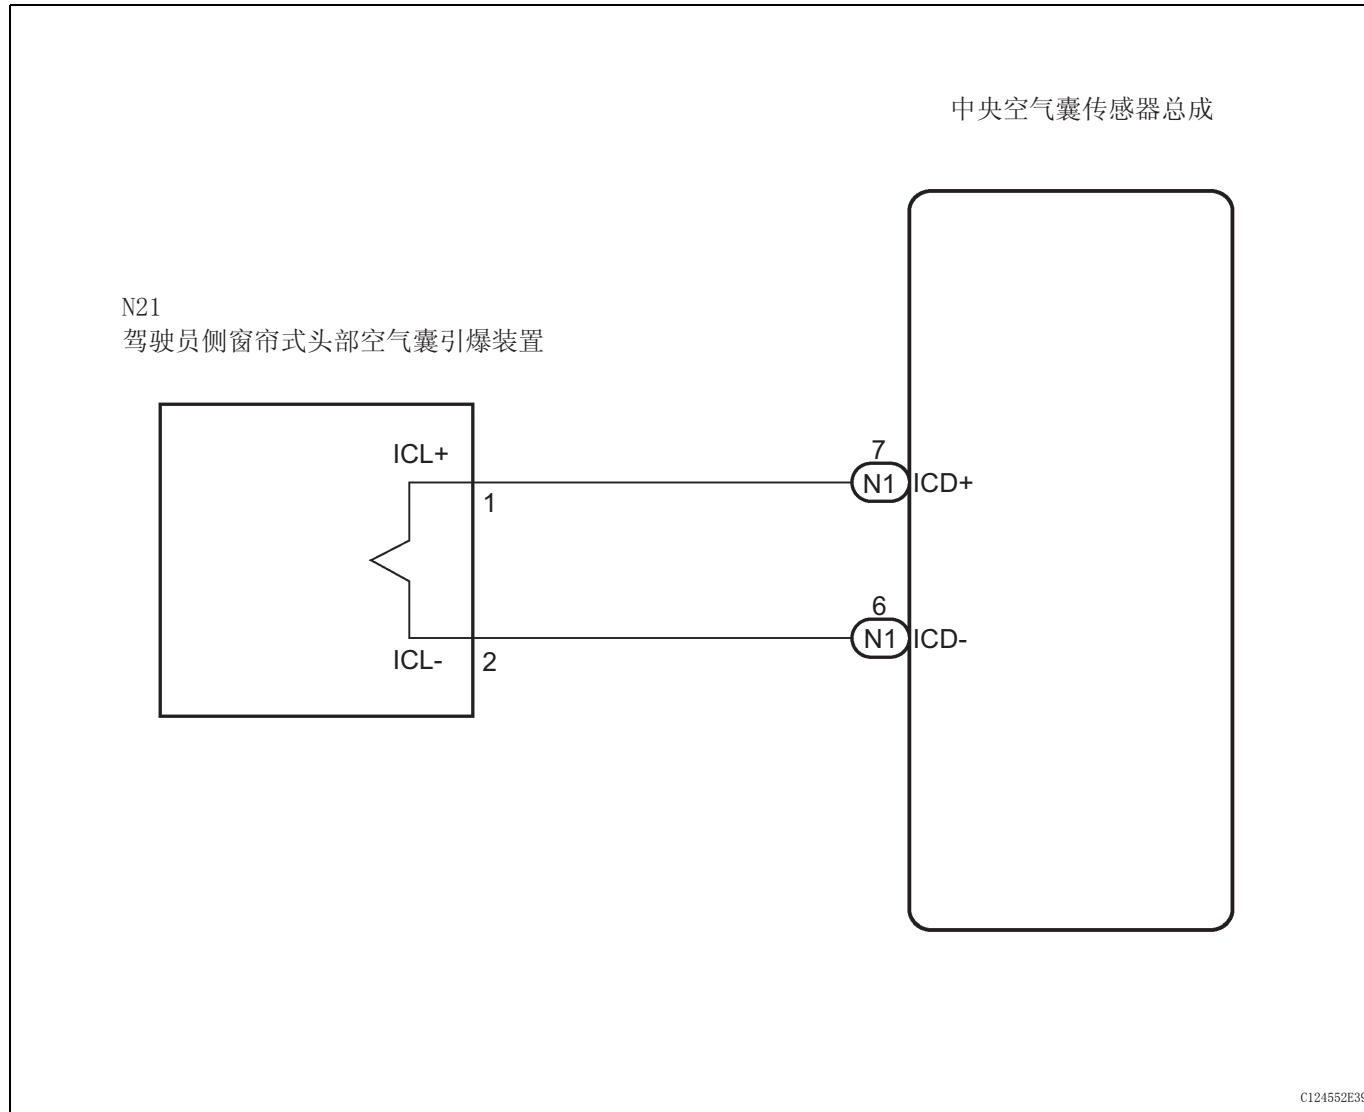 中央空气囊传感器总成
N21
驾驶员侧窗帘式头部空气囊引爆装置
ICL+
1
7
N1
ICD+
ICL-
2
6
N1
ICD-
C124552E39